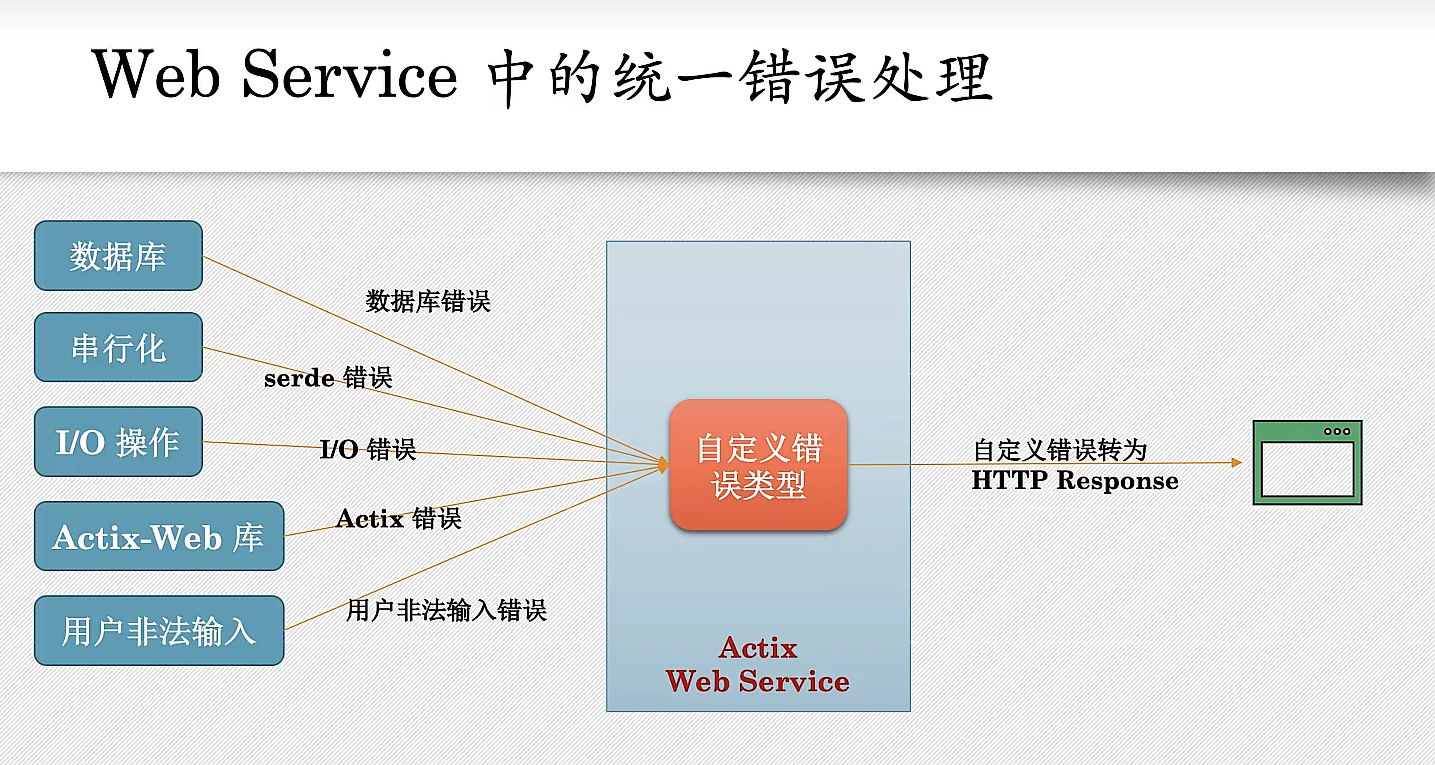 Web Service 中的统一错误处理
数据库
数据库错误
串行化
serde 错误
I/O 操作
I/O 错误
Actix-Web 库
Actix 错误
用户非法输入
用户非法输入错误
自定义错
误类型
Actix
Web Service
自定义错误转为
HTTP Response